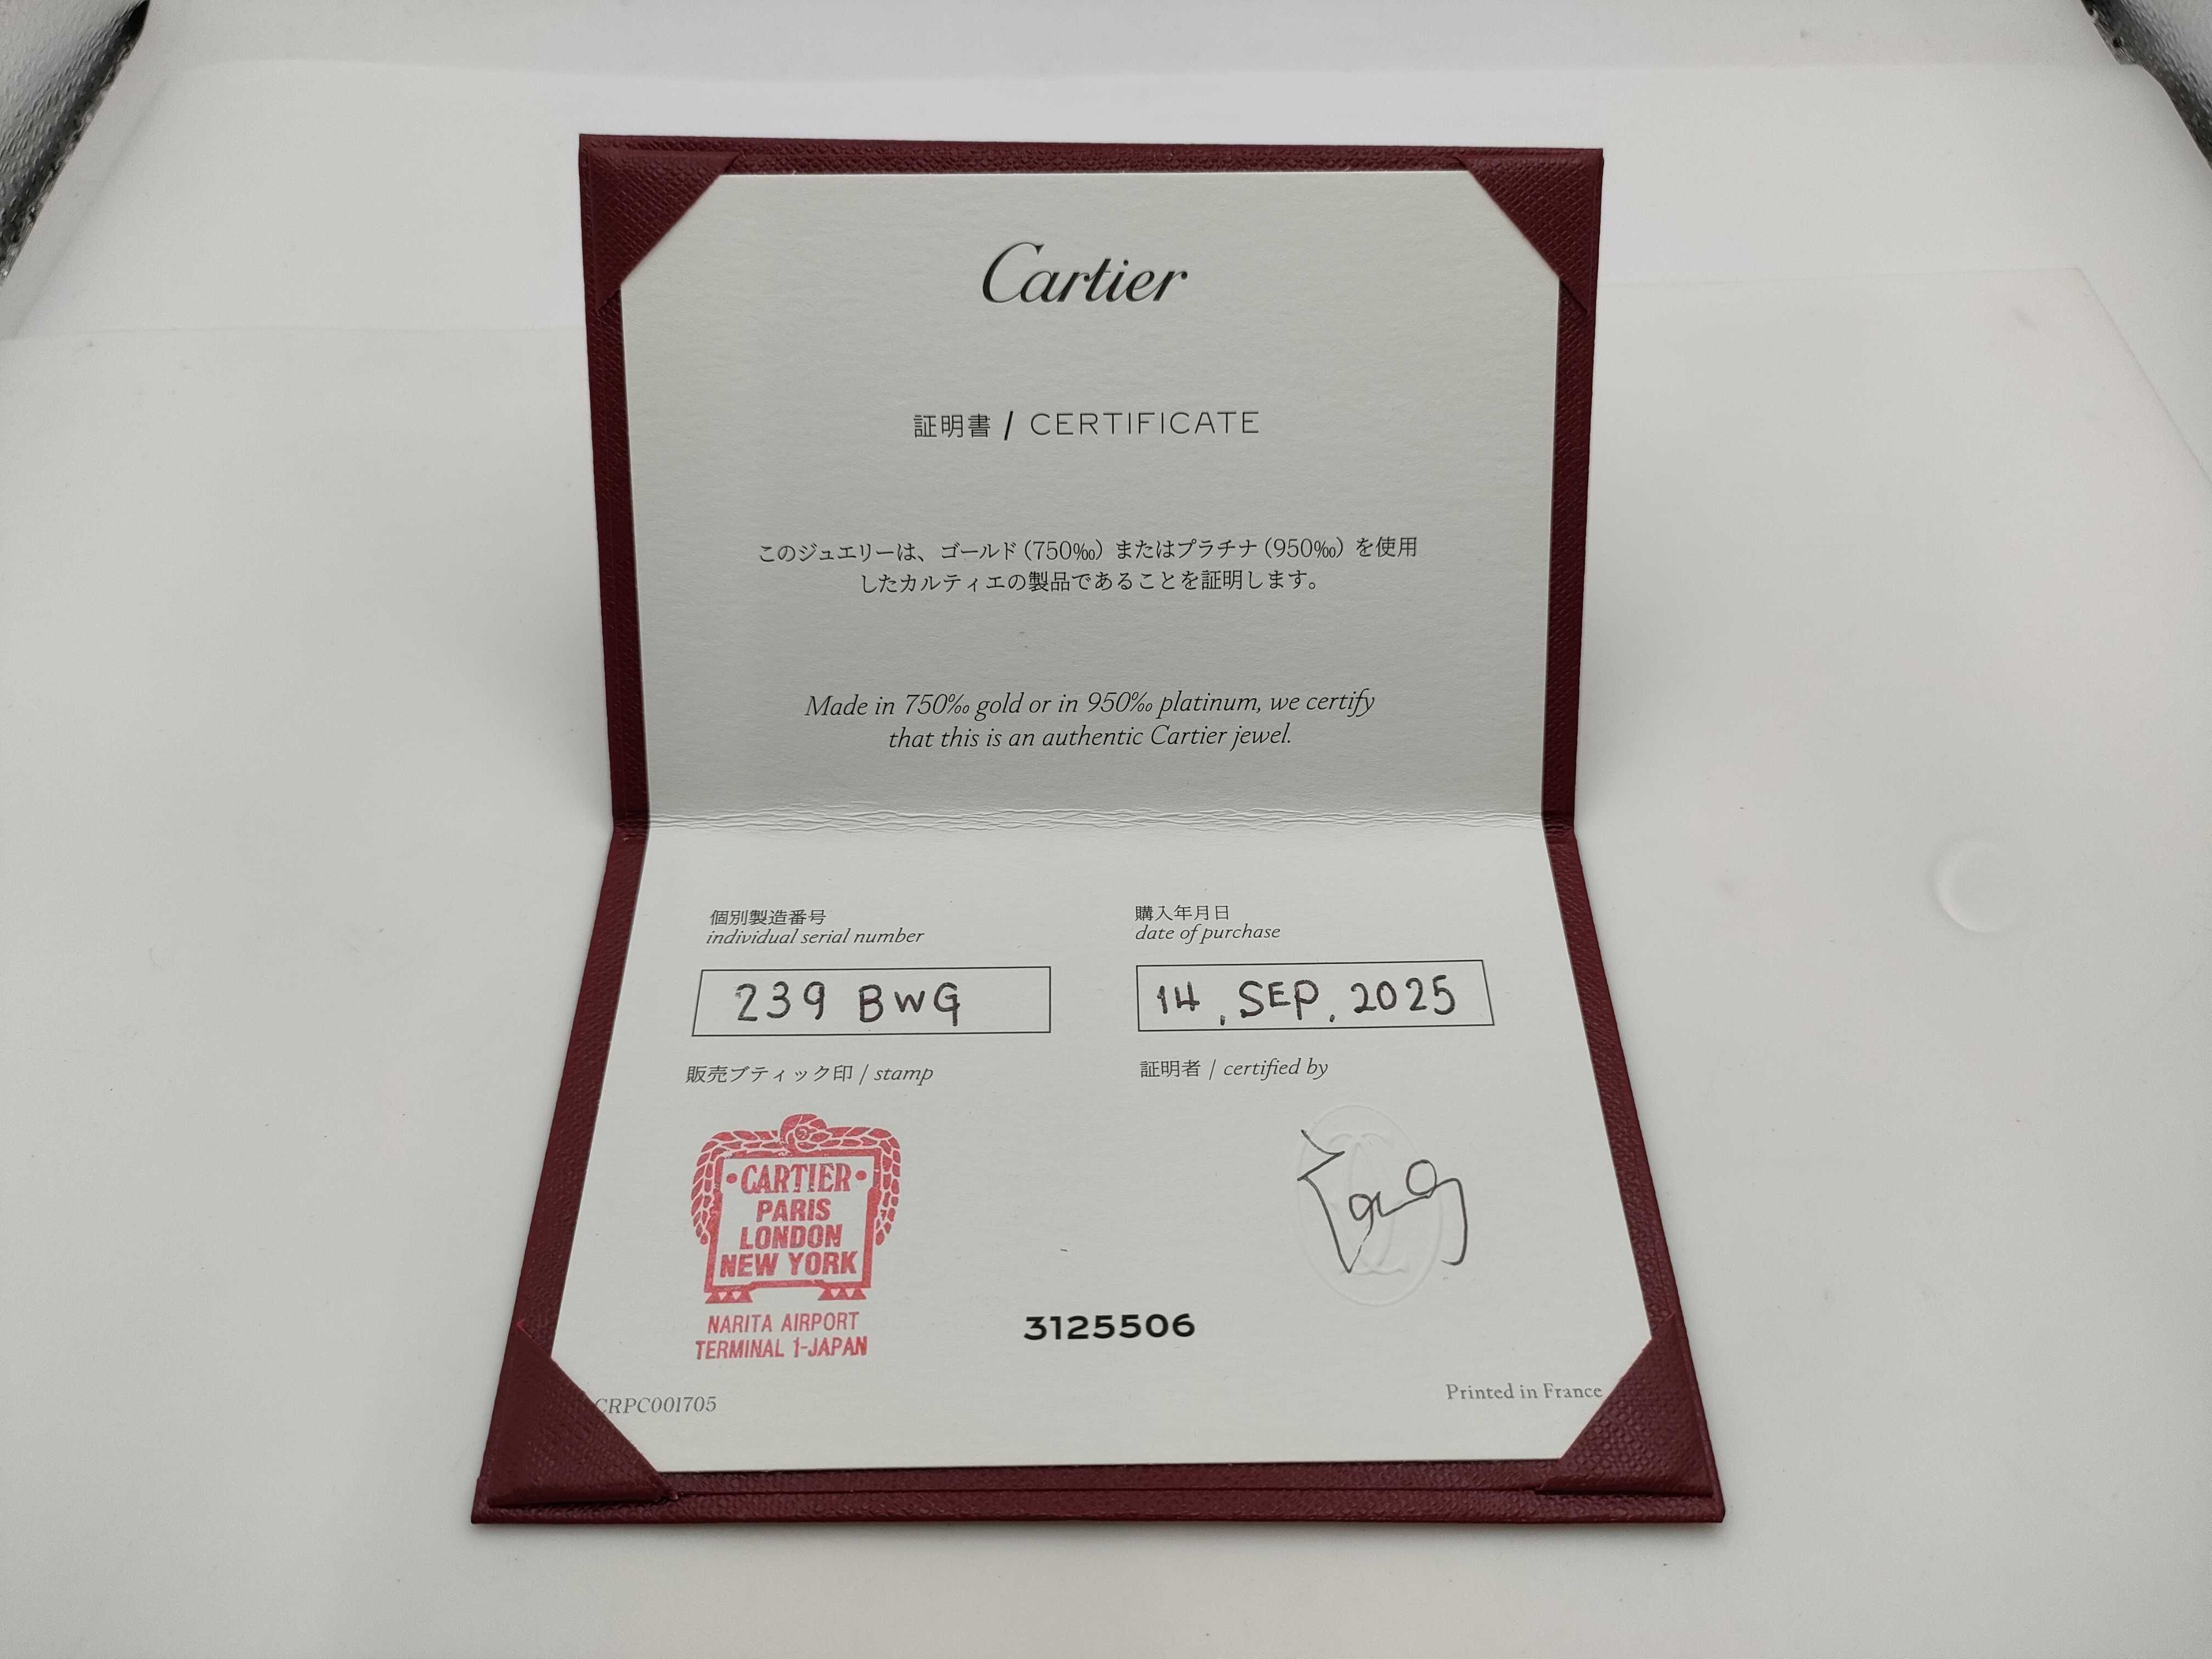 Cartier
証明書 / CERTIFICATE
このジュエリーは、ゴールド（750‰）またはプラチナ（950‰）を使用
したカルティエの製品であることを証明します。
Made in 750‰ gold or in 950‰ platinum, we certify
that this is an authentic Cartier jewel.
個別製造番号
individual serial number
239 BWG
購入年月日
date of purchase
14. SEP. 2025
販売ブティック印 / stamp
証明者 / certified by
•CARTIER•
PARIS
LONDON
NEW YORK
NARITA AIRPORT
TERMINAL 1-JAPAN
3125506
CRPC001705
Printed in France